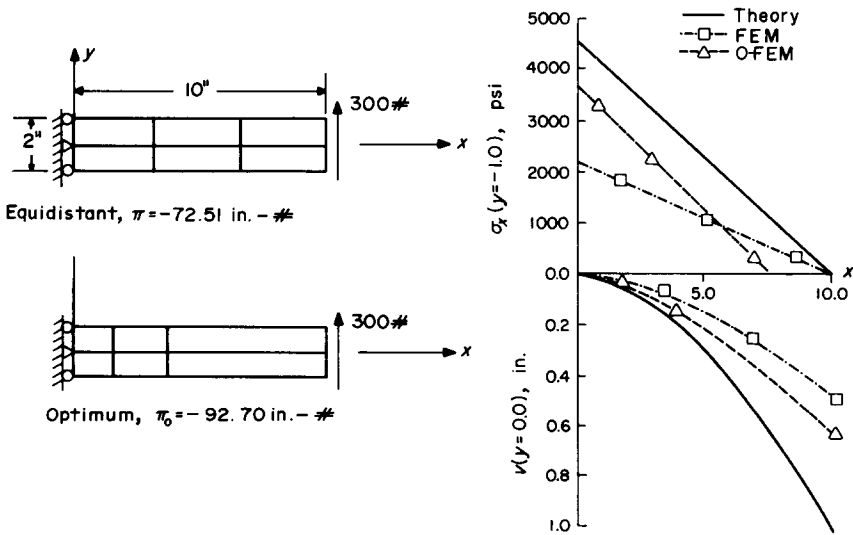 y
10"
300#
2"
x
Equidistant, π=-72.51 in.-#
300#
x
Optimum, π₀=-92.70 in.-#
Theory
FEM
O-FEM
5000
4000
3000
2000
1000
0.0
0.2
0.4
0.6
0.8
1.0
σₓ(y=-1.0), psi
ν(y=0.0), in.
5.0
10.0
x